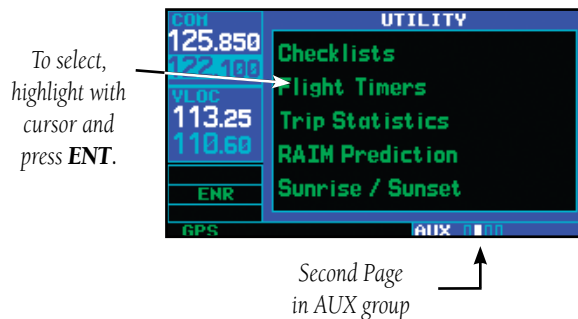 To select,
highlight with
cursor and
press ENT.
COM
125.850
122.100
VLOC
113.25
110.60
ENR
GPS
UTILITY
Checklists
Flight Timers
Trip Statistics
RAIM Prediction
Sunrise / Sunset
AUX
Second Page
in AUX group